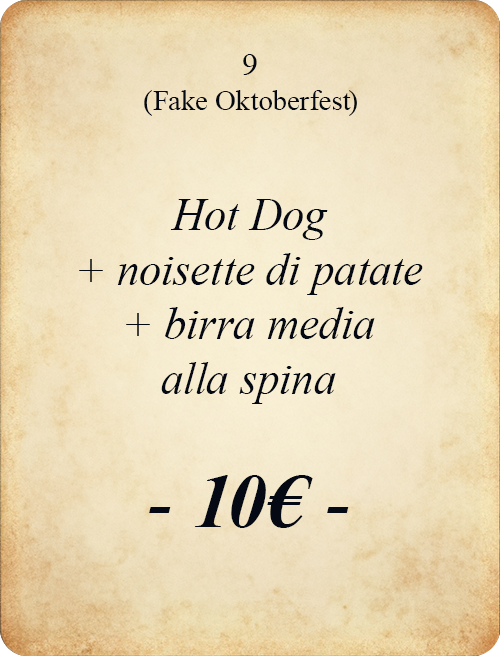 9
(Fake Oktoberfest)
Hot Dog
+ noisette di patate
+ birra media
alla spina
- 10€ -